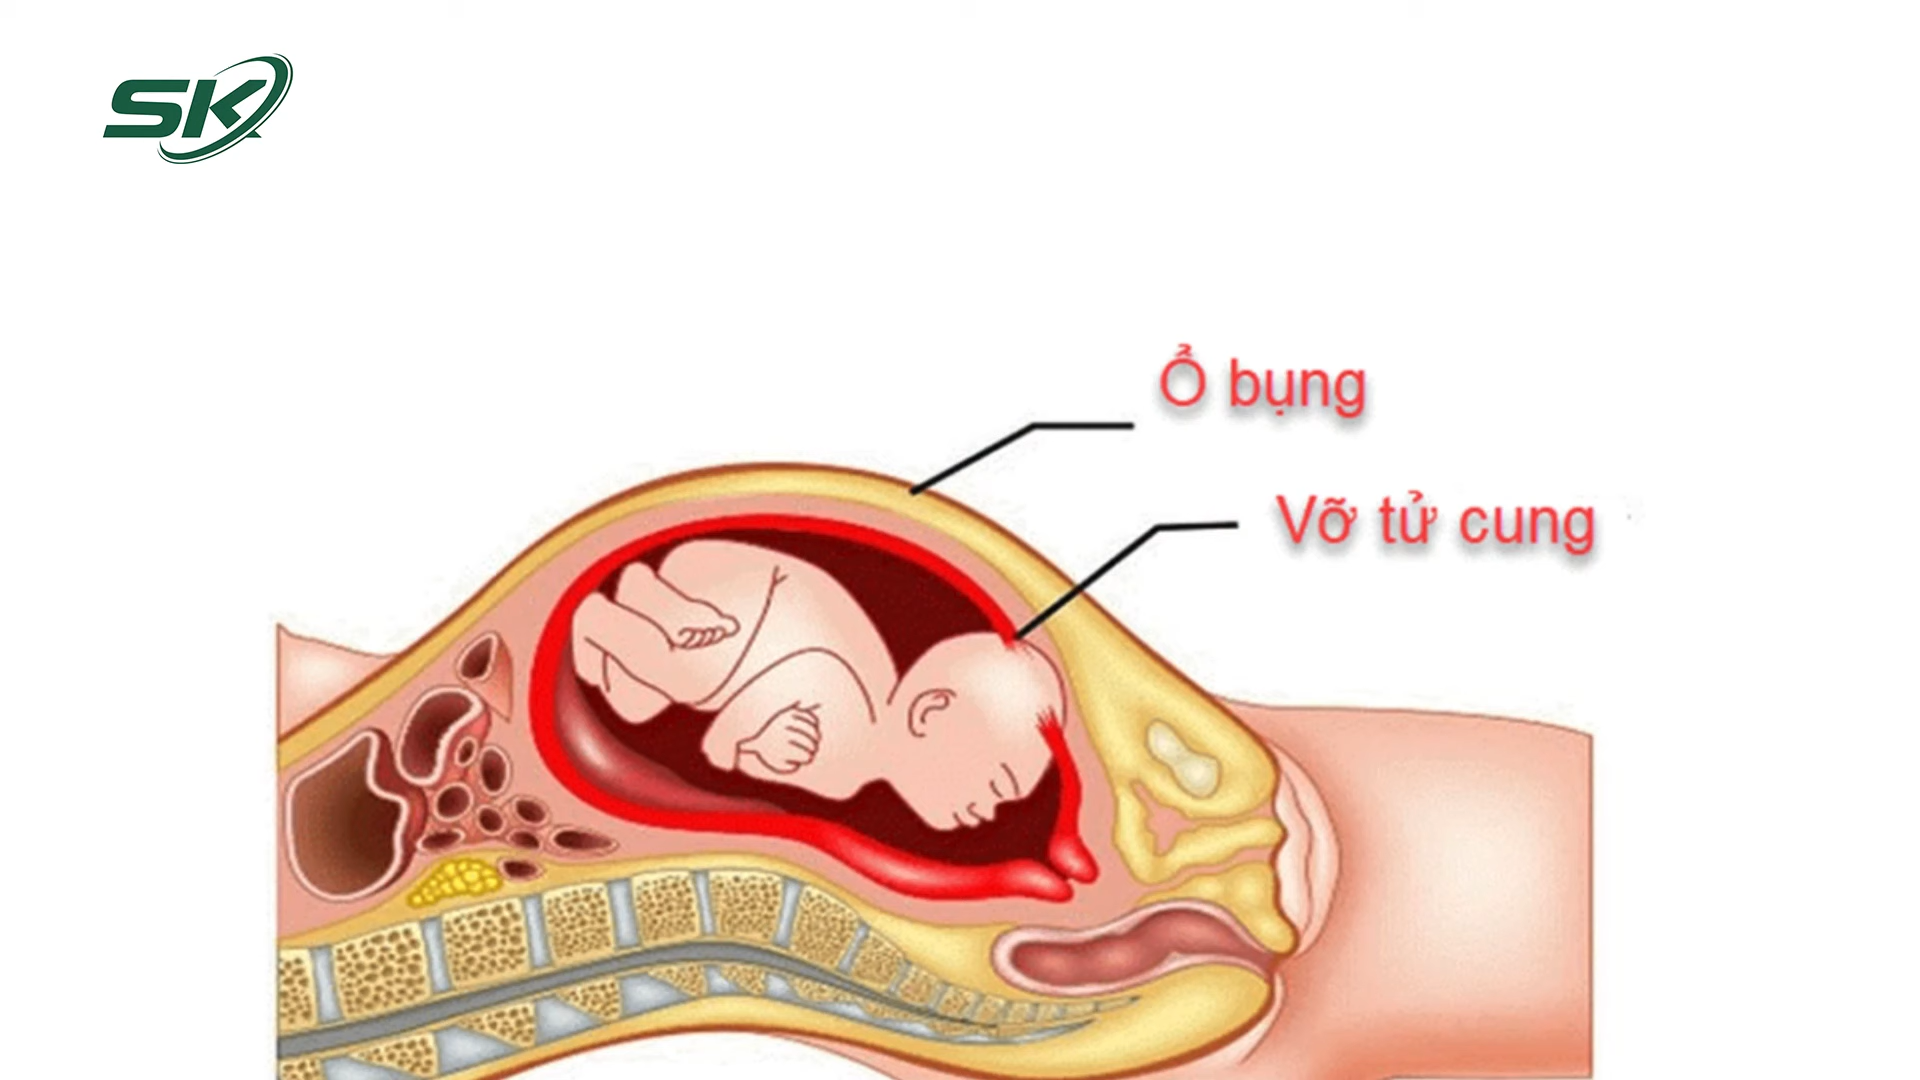 SK
Ổ bụng
Vỡ tử cung